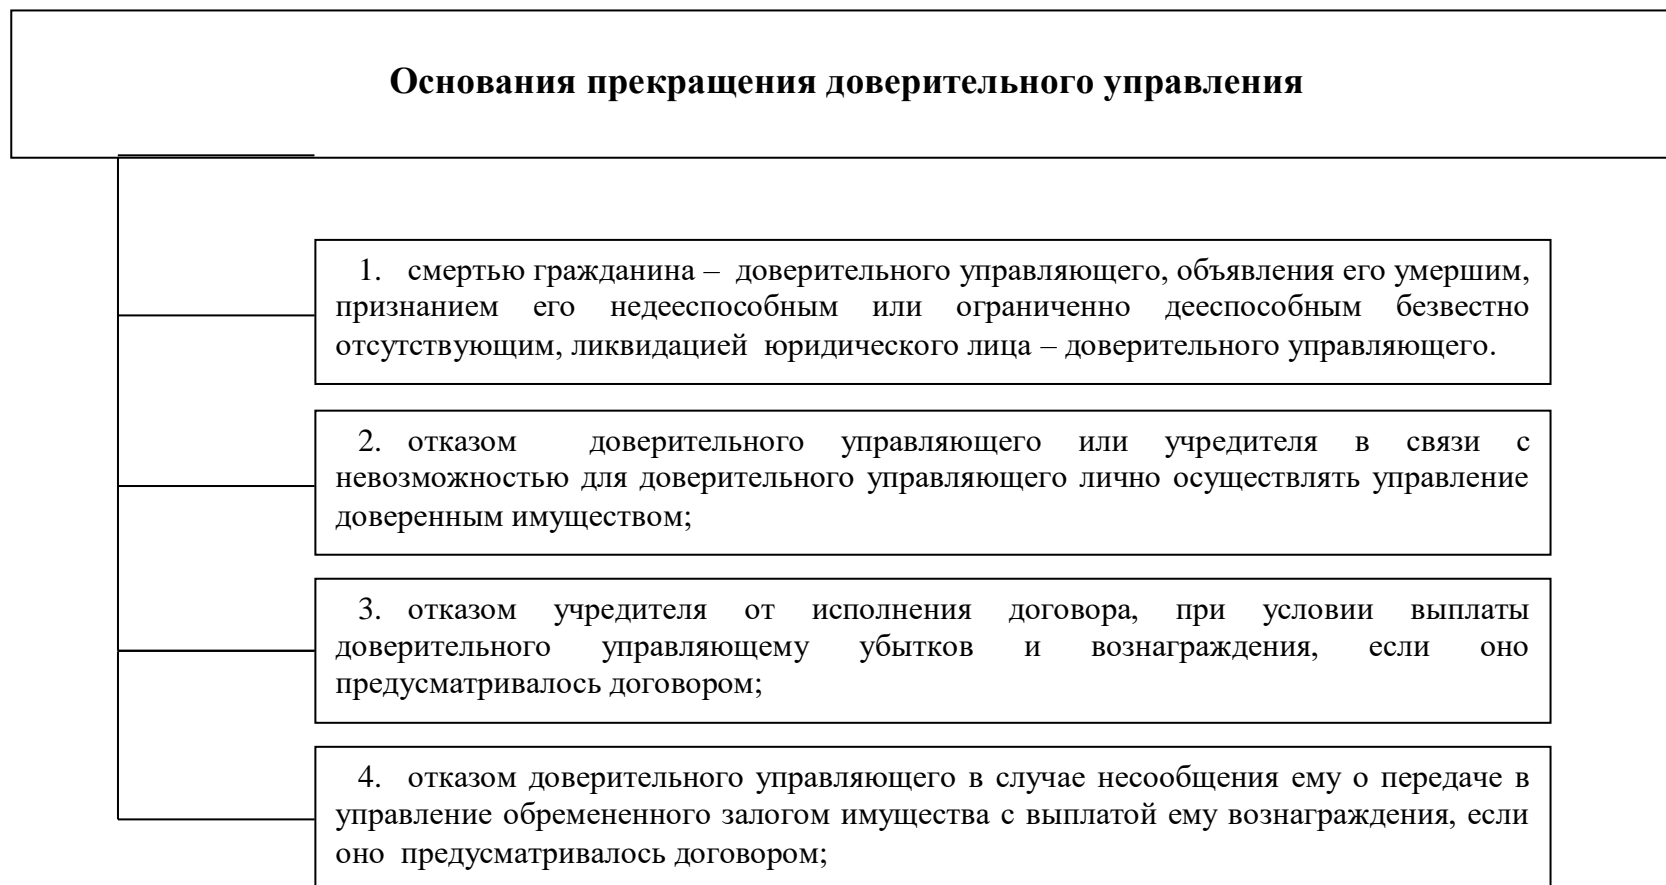 Основания прекращения доверительного управления
1. смертью гражданина – доверительного управляющего, объявления его умершим,
признанием его недееспособным или ограниченно дееспособным безвестно
отсутствующим, ликвидацией юридического лица – доверительного управляющего.
2. отказом доверительного управляющего или учредителя в связи с
невозможностью для доверительного управляющего лично осуществлять управление
доверенным имуществом;
3. отказом учредителя от исполнения договора, при условии выплаты
доверительного управляющему убытков и вознаграждения, если оно
предусматривалось договором;
4. отказом доверительного управляющего в случае несообщения ему о передаче в
управление обремененного залогом имущества с выплатой ему вознаграждения, если
оно предусматривалось договором;